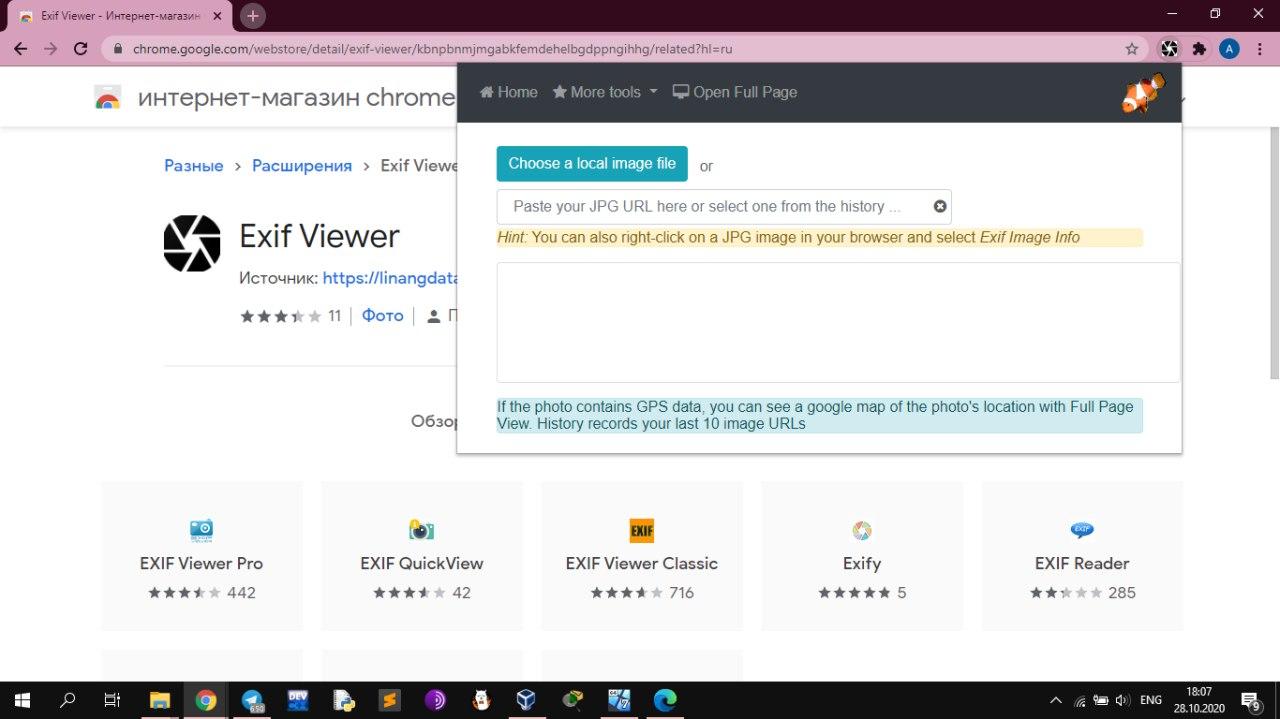 Exif Viewer - Интернет-магазин
chrome.google.com/webstore/detail/exif-viewer/kbnpbnmjmgabkfemdehelbgdppngihhg/related?hl=ru
A
интернет-магазин chrome
Home More tools Open Full Page
Разные > Расширения > Exif Viewe
Choose a local image file or
Paste your JPG URL here or select one from the history ...
Hint: You can also right-click on a JPG image in your browser and select Exif Image Info
Exif Viewer
Источник: https://linangdata
11 | Фото | П
If the photo contains GPS data, you can see a google map of the photo's location with Full Page
View. History records your last 10 image URLs
Обзор
EXIF
EXIF
EXIF Viewer Pro EXIF QuickView EXIF Viewer Classic Exify EXIF Reader
442 42 716 5 285
650
DEV
ENG
18:07
28.10.2020
9